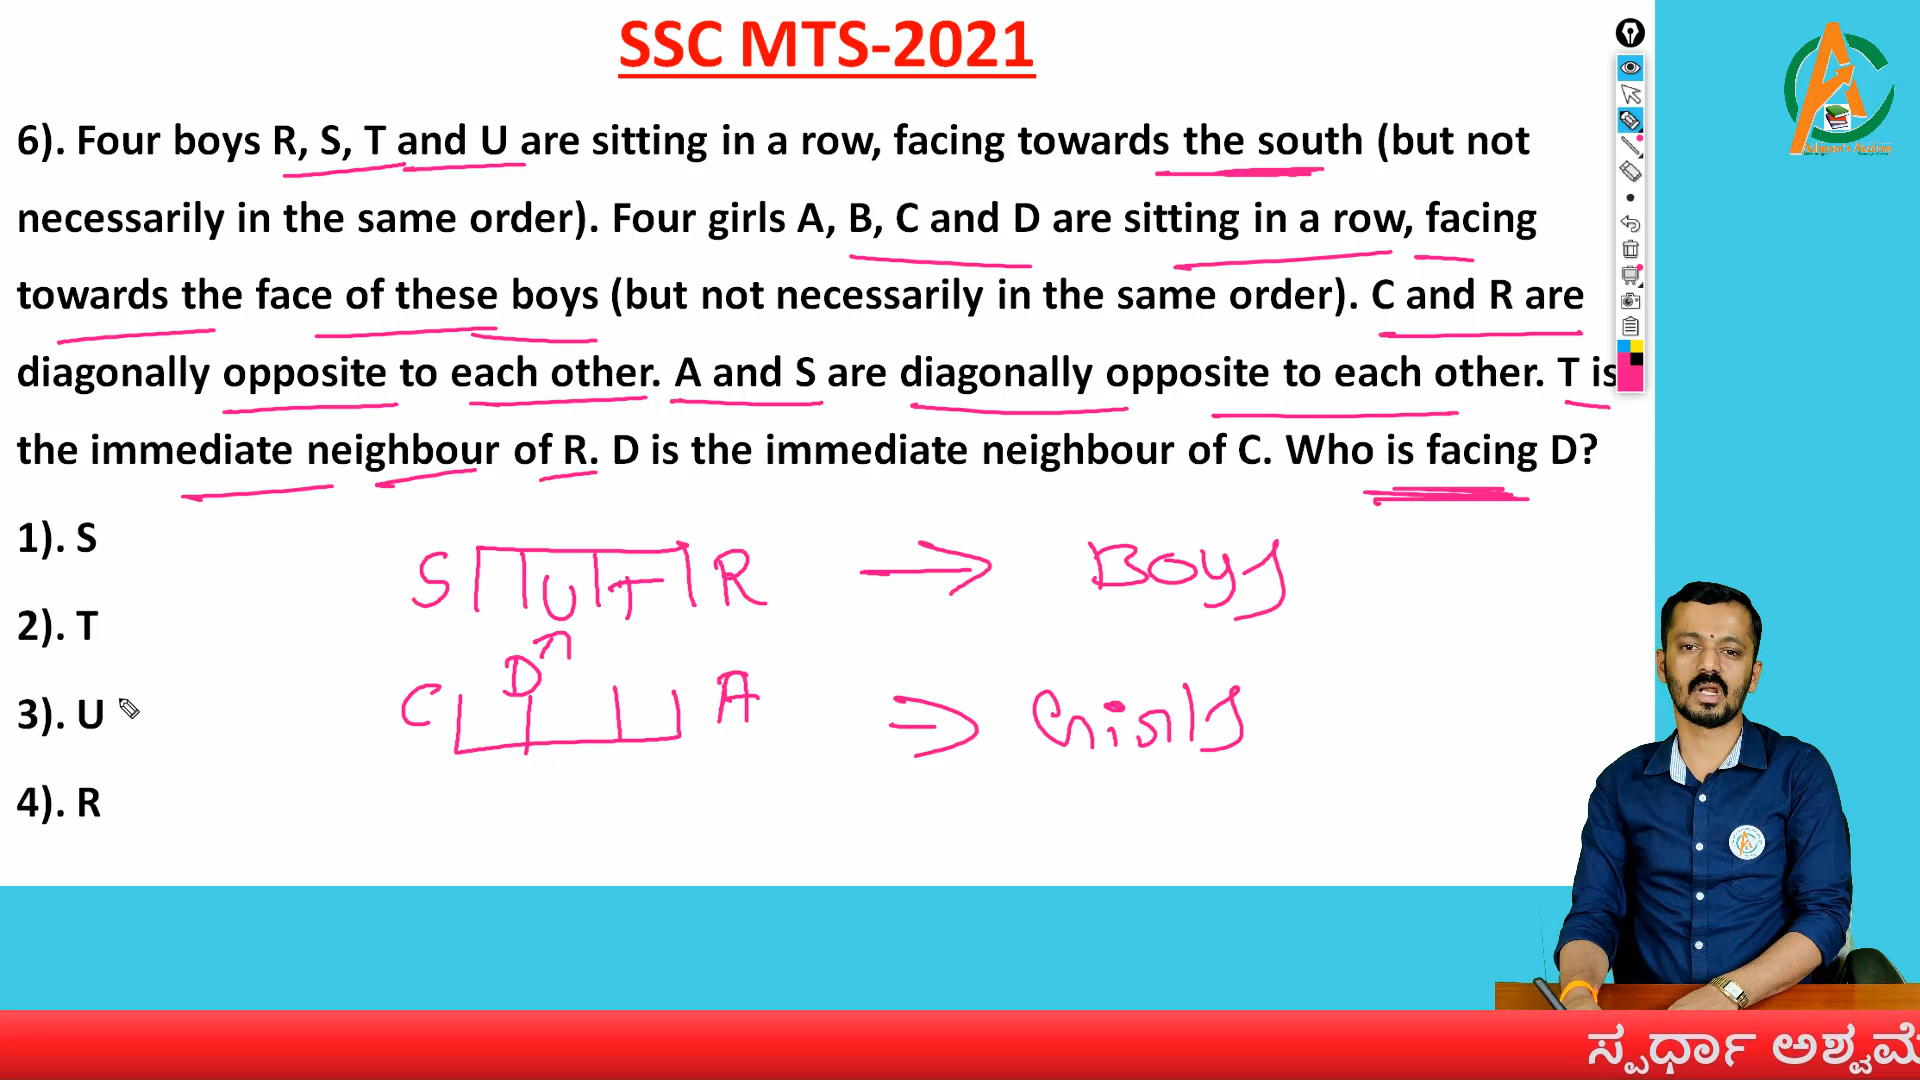 SSC MTS-2021
6). Four boys R, S, T and U are sitting in a row, facing towards the south (but not
necessarily in the same order). Four girls A, B, C and D are sitting in a row, facing
towards the face of these boys (but not necessarily in the same order). C and R are
diagonally opposite to each other. A and S are diagonally opposite to each other. T is
the immediate neighbour of R. D is the immediate neighbour of C. Who is facing D?
1). S
2). T
3). U
4). R
S U T R → Boys
D
C A ⇒ Girls
ಸ್ಪರ್ಧಾ ಅಶ್ವಮೇ